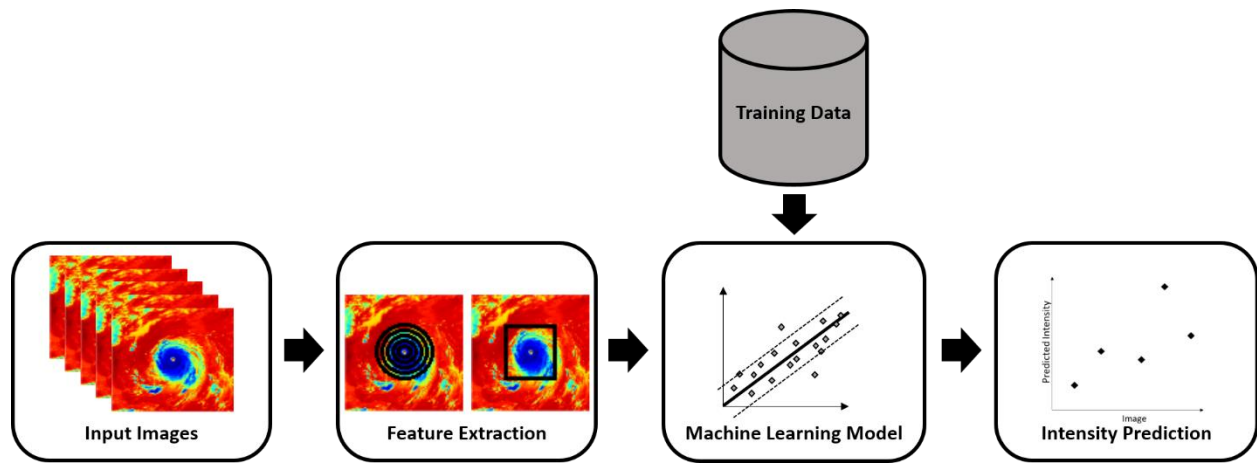 Training Data
Input Images
Feature Extraction
Machine Learning Model
Predicted Intensity
Image
Intensity Prediction